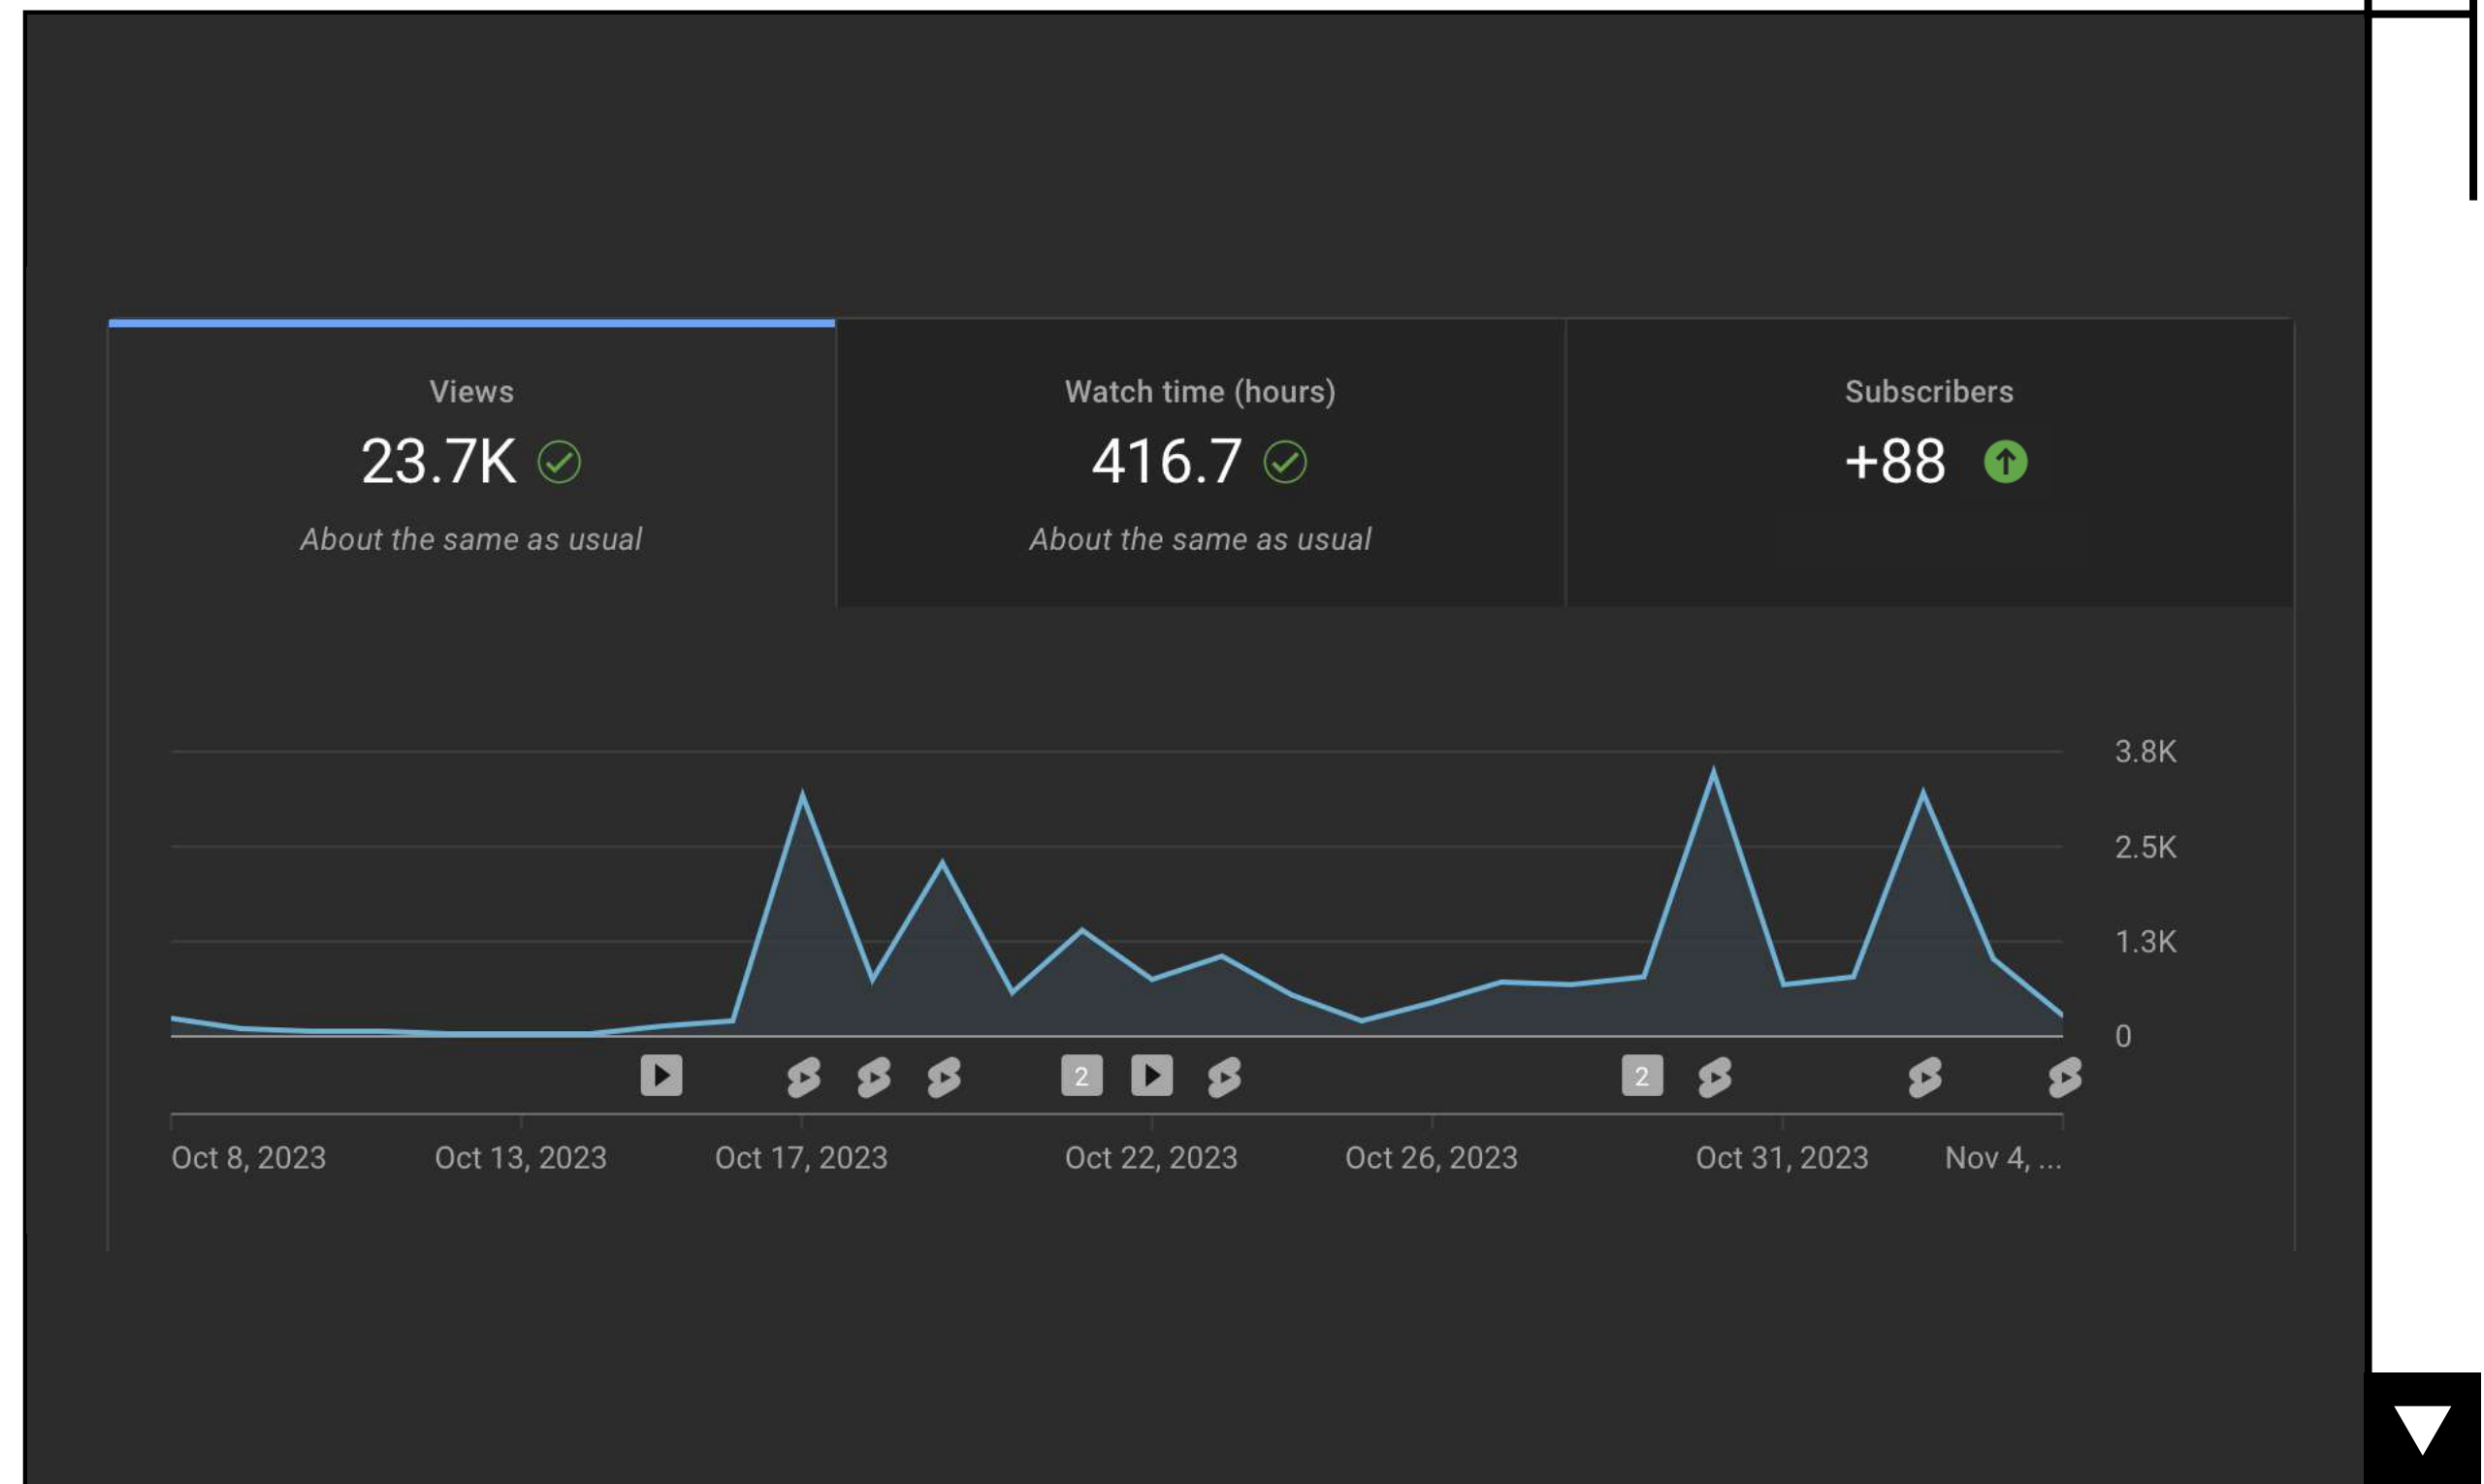 Views
23.7K
About the same as usual
Watch time (hours)
416.7
About the same as usual
Subscribers
+88
3.8K
2.5K
1.3K
0
2
2
Oct 8, 2023
Oct 13, 2023
Oct 17, 2023
Oct 22, 2023
Oct 26, 2023
Oct 31, 2023
Nov 4, ...